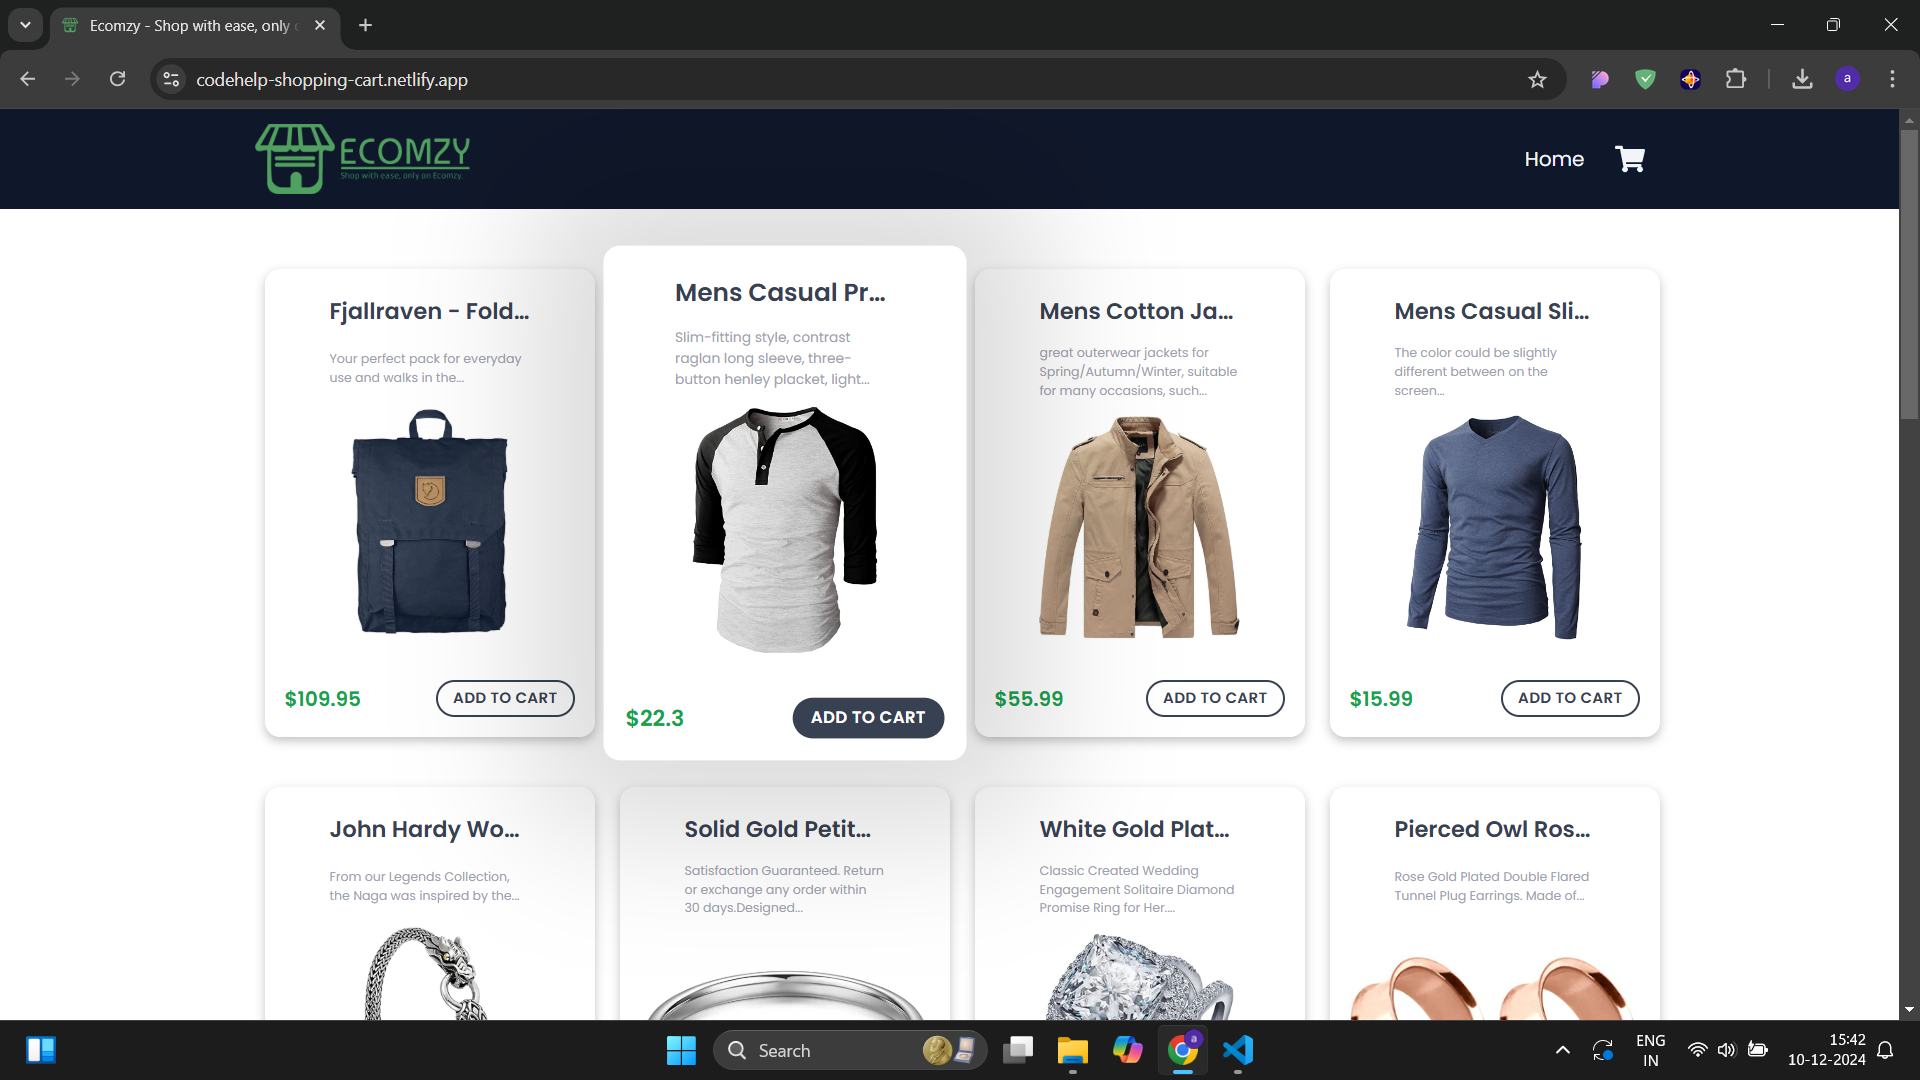 Ecomzy - Shop with ease, only
codehelp-shopping-cart.netlify.app
a
ECOMZY
Shop with ease, only on Ecomzy.
Home
Fjallraven - Fold...
Your perfect pack for everyday
use and walks in the...
$109.95
ADD TO CART
Mens Casual Pr...
Slim-fitting style, contrast
raglan long sleeve, three-
button henley placket, light...
$22.3
ADD TO CART
Mens Cotton Ja...
great outerwear jackets for
Spring/Autumn/Winter, suitable
for many occasions, such...
$55.99
ADD TO CART
Mens Casual Sli...
The color could be slightly
different between on the
screen...
$15.99
ADD TO CART
John Hardy Wo...
From our Legends Collection,
the Naga was inspired by the...
Solid Gold Petit...
Satisfaction Guaranteed. Return
or exchange any order within
30 days.Designed...
White Gold Plat...
Classic Created Wedding
Engagement Solitaire Diamond
Promise Ring for Her....
Pierced Owl Ros...
Rose Gold Plated Double Flared
Tunnel Plug Earrings. Made of...
Search
a
ENG
IN
15:42
10-12-2024